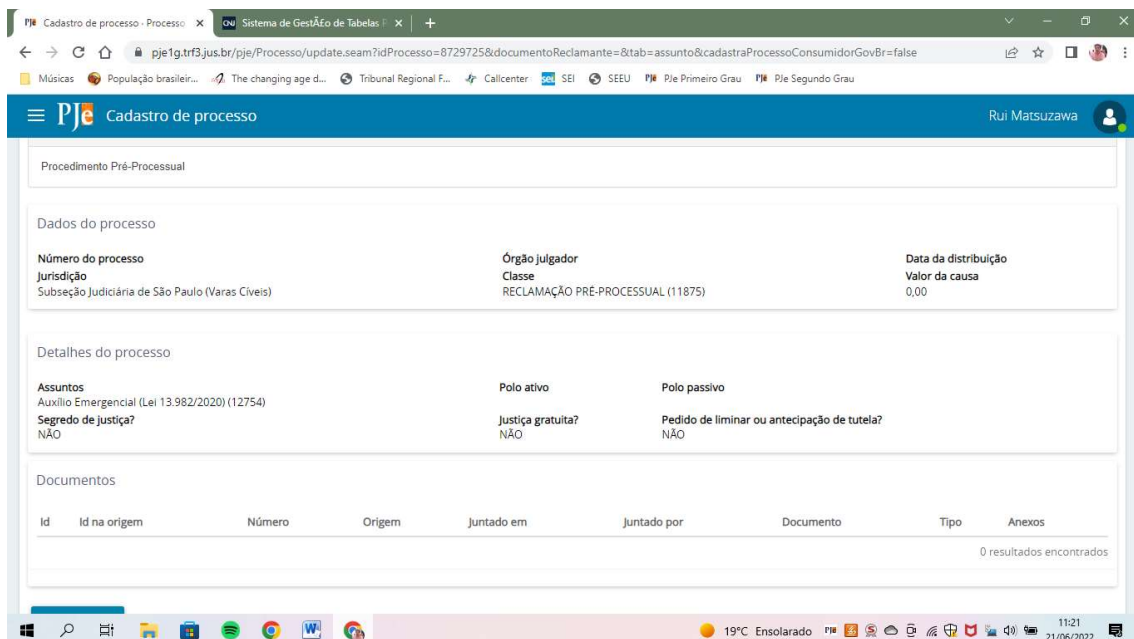 PJe Cadastro de processo · Processo × CNJ Sistema de GestÃ£o de Tabelas F × +
pje1g.trf3.jus.br/pje/Processo/update.seam?idProcesso=8729725&documentoReclamante=&tab=assunto&cadastraProcessoConsumidorGovBr=false
Músicas População brasileir... The changing age d... Tribunal Regional F... Callcenter sei SEI SEEU PJe PJe Primeiro Grau PJe PJe Segundo Grau
PJe Cadastro de processo Rui Matsuzawa
Procedimento Pré-Processual
Dados do processo
Número do processo Órgão julgador Data da distribuição
Jurisdição Classe Valor da causa
Subseção Judiciária de São Paulo (Varas Cíveis) RECLAMAÇÃO PRÉ-PROCESSUAL (11875) 0,00
Detalhes do processo
Assuntos Polo ativo Polo passivo
Auxílio Emergencial (Lei 13.982/2020) (12754)
Segredo de justiça? Justiça gratuita? Pedido de liminar ou antecipação de tutela?
NÃO NÃO NÃO
Documentos
Id Id na origem Número Origem Juntado em Juntado por Documento Tipo Anexos
0 resultados encontrados
19°C Ensolarado PJe 11:21
21/06/2022